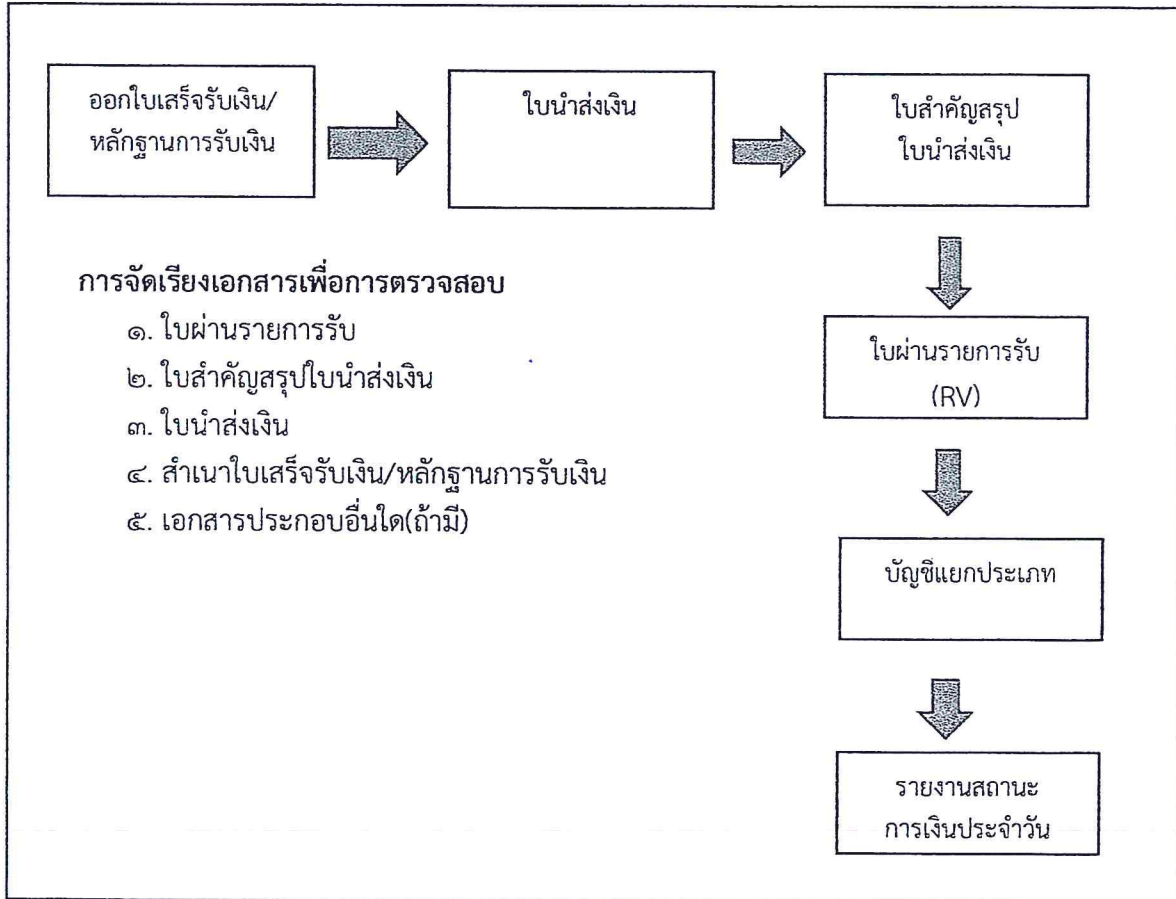 ออกใบเสร็จรับเงิน/
หลักฐานการรับเงิน
ใบนำส่งเงิน
ใบสำคัญสรุป
ใบนำส่งเงิน
การจัดเรียงเอกสารเพื่อการตรวจสอบ
๑. ใบผ่านรายการรับ
๒. ใบสำคัญสรุปใบนำส่งเงิน
๓. ใบนำส่งเงิน
๔. สำเนาใบเสร็จรับเงิน/หลักฐานการรับเงิน
๕. เอกสารประกอบอื่นใด(ถ้ามี)
ใบผ่านรายการรับ
(RV)
บัญชีแยกประเภท
รายงานสถานะ
การเงินประจำวัน